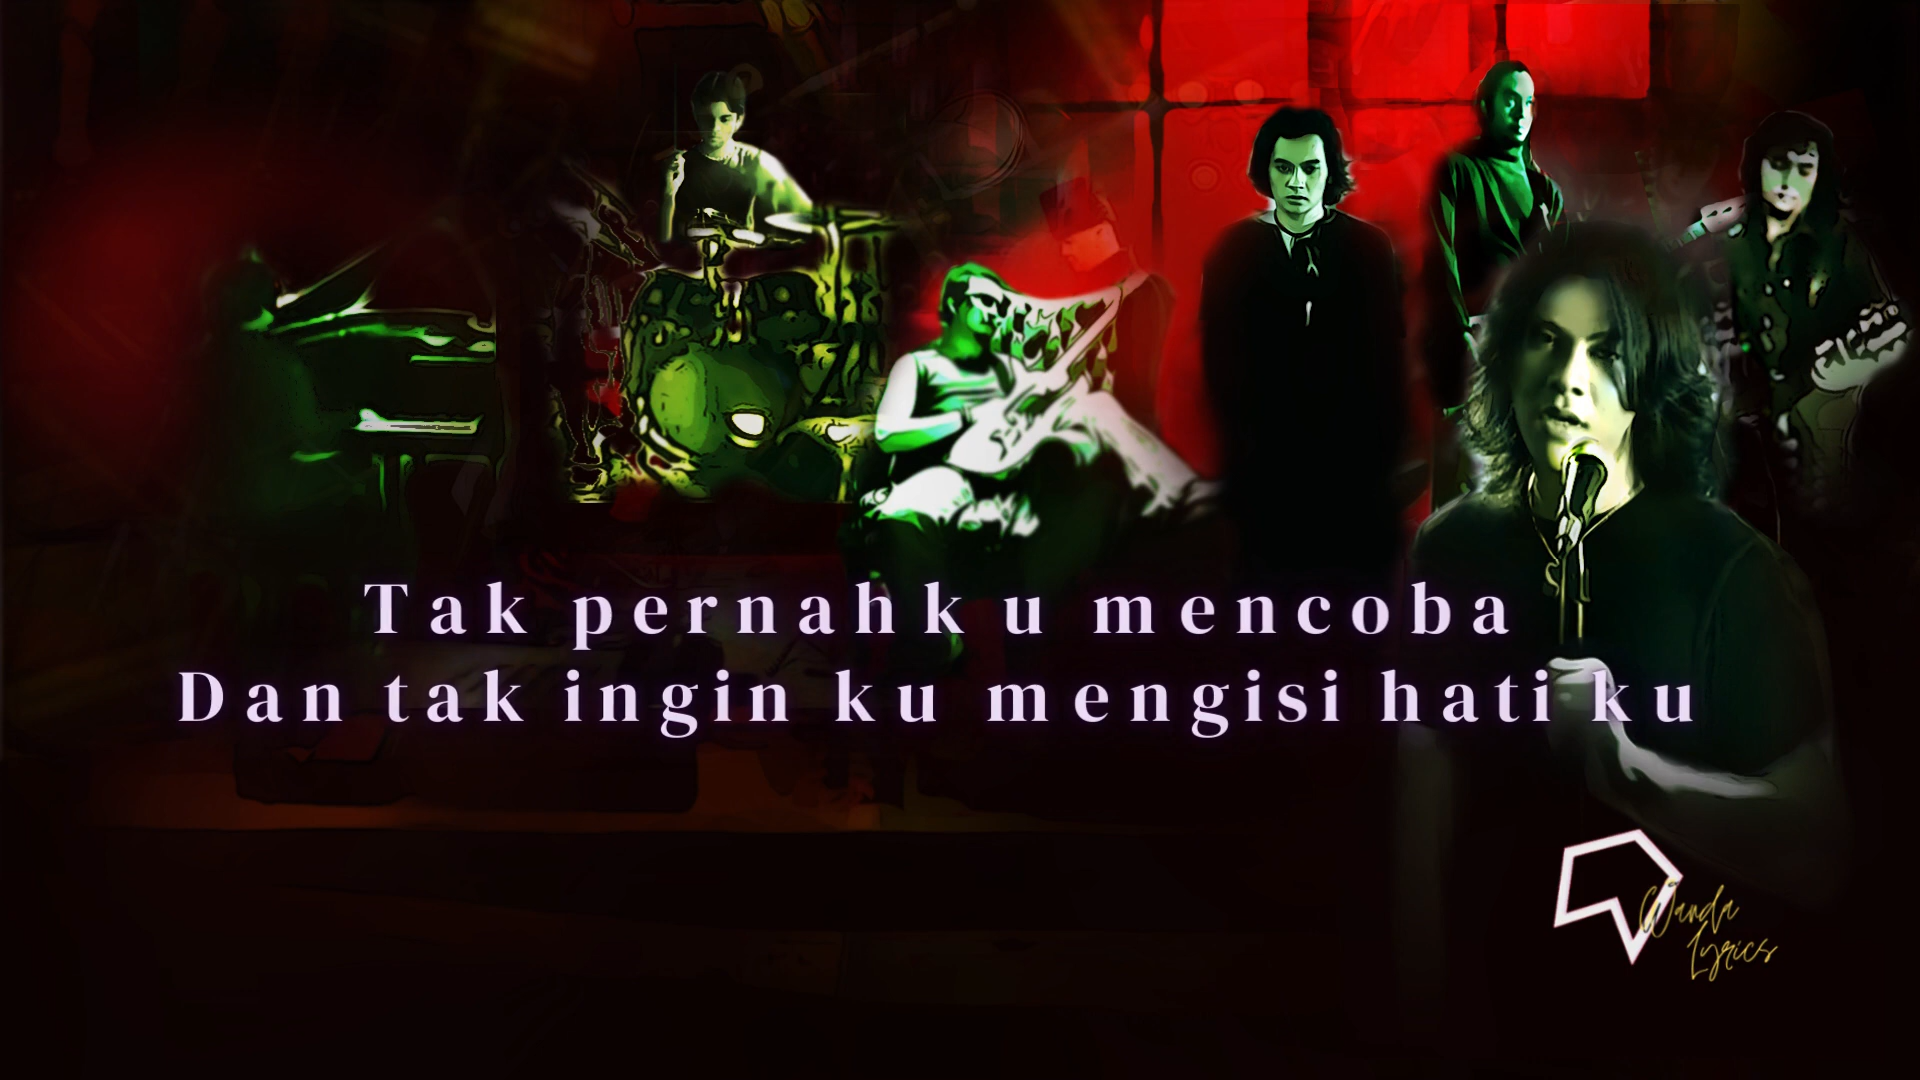 Tak pernahku mencoba
Dan tak ingin ku mengisi hati ku
Wanda
Lyrics